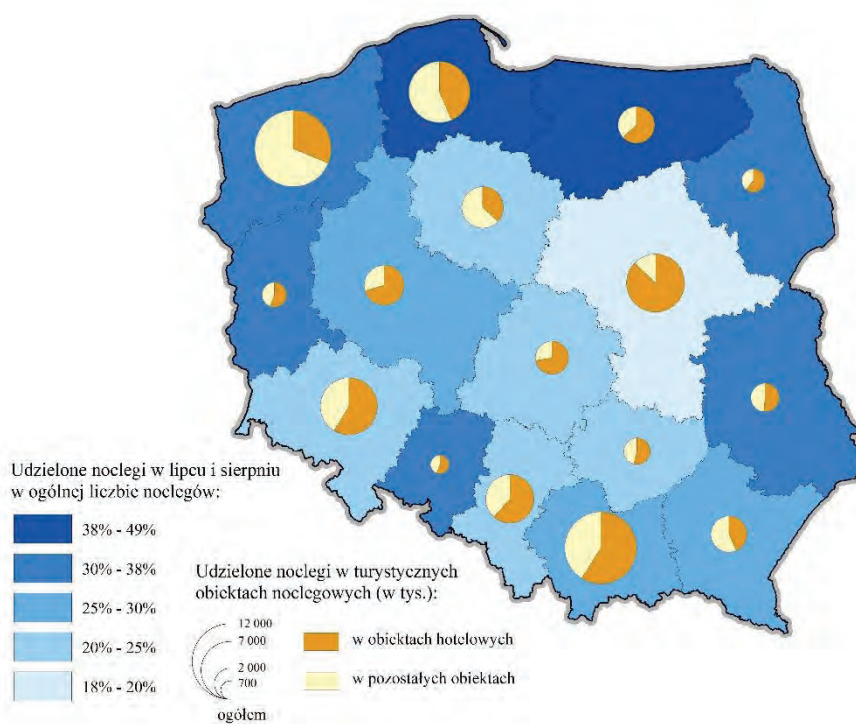 Udzielone noclegi w lipcu i sierpniu
w ogólnej liczbie noclegów:
38% - 49%
30% - 38%
25% - 30%
20% - 25%
18% - 20%
Udzielone noclegi w turystycznych
obiektach noclegowych (w tys.):
12 000
7 000
2 000
700
ogółem
w obiektach hotelowych
w pozostałych obiektach